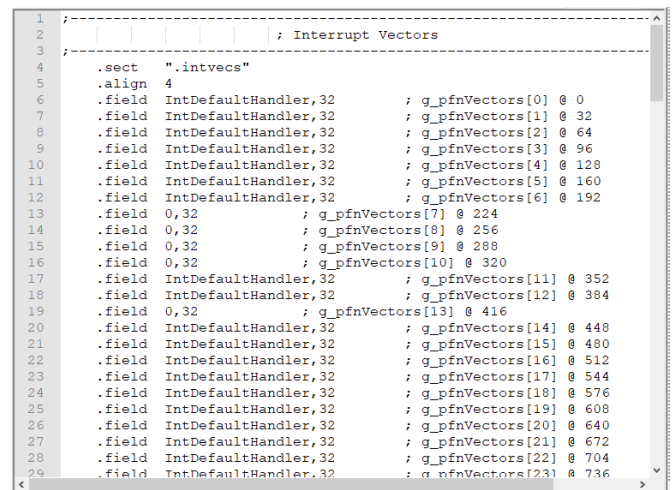 1 ;-----------------------------------------------------------------
2 ; Interrupt Vectors
3 ;-----------------------------------------------------------------
4 .sect ".intvecs"
5 .align 4
6 .field IntDefaultHandler,32 ; g_pfnVectors[0] @ 0
7 .field IntDefaultHandler,32 ; g_pfnVectors[1] @ 32
8 .field IntDefaultHandler,32 ; g_pfnVectors[2] @ 64
9 .field IntDefaultHandler,32 ; g_pfnVectors[3] @ 96
10 .field IntDefaultHandler,32 ; g_pfnVectors[4] @ 128
11 .field IntDefaultHandler,32 ; g_pfnVectors[5] @ 160
12 .field IntDefaultHandler,32 ; g_pfnVectors[6] @ 192
13 .field 0,32 ; g_pfnVectors[7] @ 224
14 .field 0,32 ; g_pfnVectors[8] @ 256
15 .field 0,32 ; g_pfnVectors[9] @ 288
16 .field 0,32 ; g_pfnVectors[10] @ 320
17 .field IntDefaultHandler,32 ; g_pfnVectors[11] @ 352
18 .field IntDefaultHandler,32 ; g_pfnVectors[12] @ 384
19 .field 0,32 ; g_pfnVectors[13] @ 416
20 .field IntDefaultHandler,32 ; g_pfnVectors[14] @ 448
21 .field IntDefaultHandler,32 ; g_pfnVectors[15] @ 480
22 .field IntDefaultHandler,32 ; g_pfnVectors[16] @ 512
23 .field IntDefaultHandler,32 ; g_pfnVectors[17] @ 544
24 .field IntDefaultHandler,32 ; g_pfnVectors[18] @ 576
25 .field IntDefaultHandler,32 ; g_pfnVectors[19] @ 608
26 .field IntDefaultHandler,32 ; g_pfnVectors[20] @ 640
27 .field IntDefaultHandler,32 ; g_pfnVectors[21] @ 672
28 .field IntDefaultHandler,32 ; g_pfnVectors[22] @ 704
29 .field IntDefaultHandler,32 ; g_pfnVectors[23] @ 736